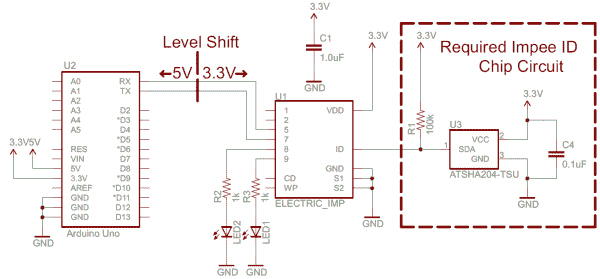 3.3V
Level Shift
5V 3.3V
C1
1.0uF
GND
3.3V
3.3V
Required Impee ID
Chip Circuit
U2
A0
A1
A2
A3
A4
A5
RES
VIN
5V
3.3V
AREF
GND
GND
GND
RX
TX
D2
*D3
D4
*D5
*D6
D7
D8
*D9
*D10
*D11
D12
D13
Arduino Uno
3.3V5V
GND
U1
1
2
5
7
8
9
CD
WP
VDD
ID
GND
S1
S2
ELECTRIC_IMP
GND
R2
1k
R3
1k
LED2
LED1
GND
GND
R1
100k
U3
1
SDA
VCC
GND
2
3
ATSHA204-TSU
3.3V
C4
0.1uF
GND